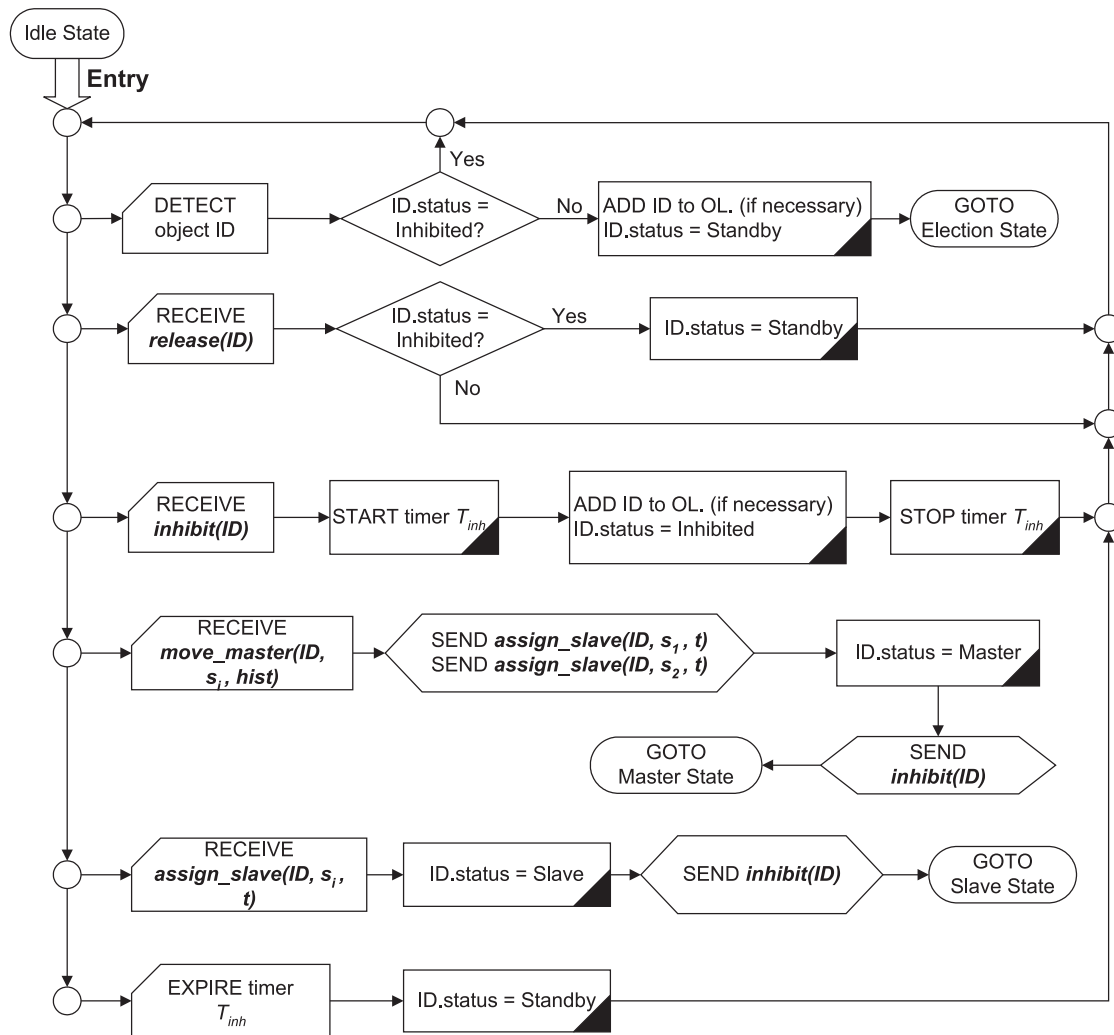 Idle State
Entry
Yes
DETECT
object ID
ID.status =
Inhibited?
No
ADD ID to OL. (if necessary)
ID.status = Standby
GOTO
Election State
RECEIVE
release(ID)
ID.status =
Inhibited?
Yes
ID.status = Standby
No
RECEIVE
inhibit(ID)
START timer T_inh
ADD ID to OL. (if necessary)
ID.status = Inhibited
STOP timer T_inh
RECEIVE
move_master(ID,
s_i , hist)
SEND assign_slave(ID, s_1 , t)
SEND assign_slave(ID, s_2 , t)
ID.status = Master
GOTO
Master State
SEND
inhibit(ID)
RECEIVE
assign_slave(ID, s_i ,
t)
ID.status = Slave
SEND inhibit(ID)
GOTO
Slave State
EXPIRE timer
T_inh
ID.status = Standby